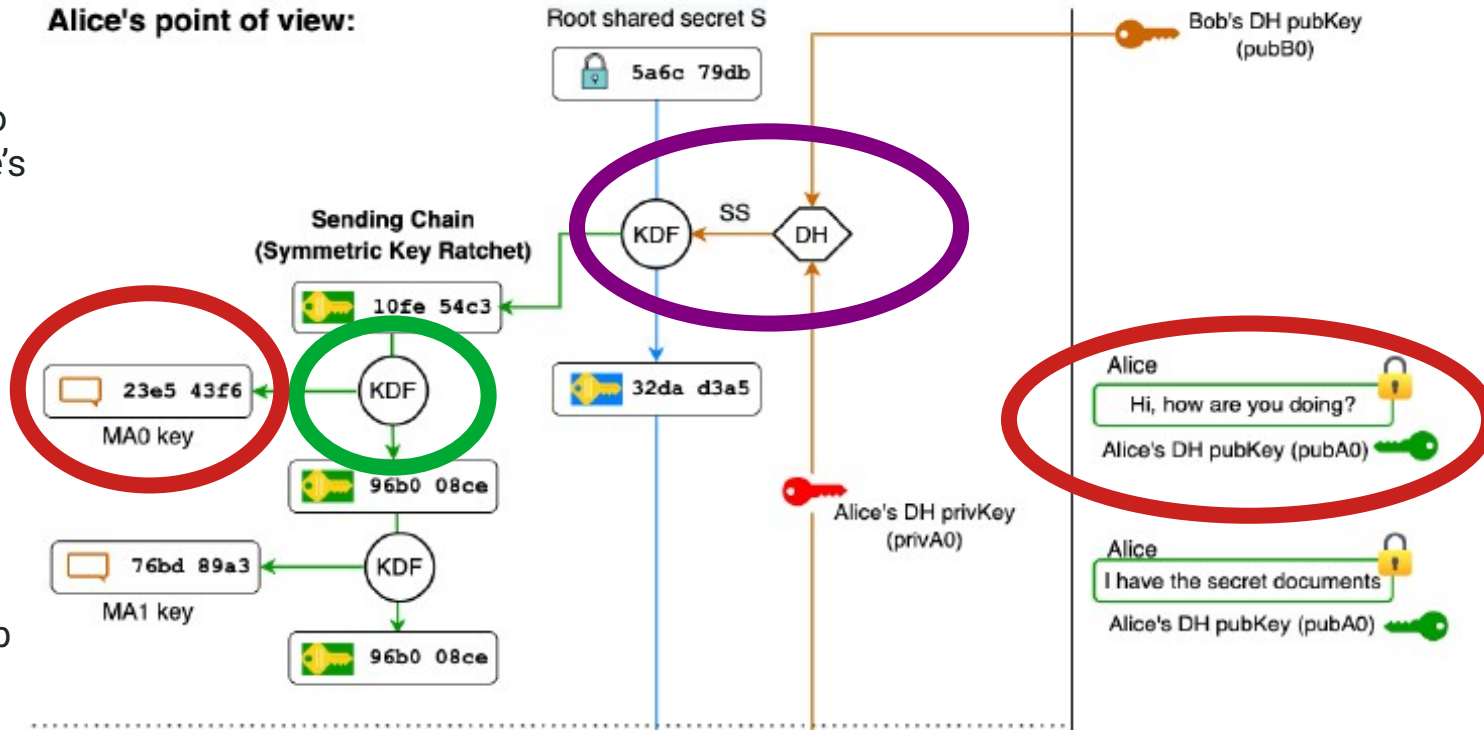 Alice's point of view:
Root shared secret S
5a6c 79db
Bob's DH pubKey
(pubB0)
's
KDF
SS
DH
Sending Chain
(Symmetric Key Ratchet)
10fe 54c3
KDF
23e5 43f6
MA0 key
32da d3a5
96b0 08ce
Alice's DH privKey
(privA0)
KDF
76bd 89a3
MA1 key
96b0 08ce
Alice
Hi, how are you doing?
Alice's DH pubKey (pubA0)
Alice
I have the secret documents
Alice's DH pubKey (pubA0)